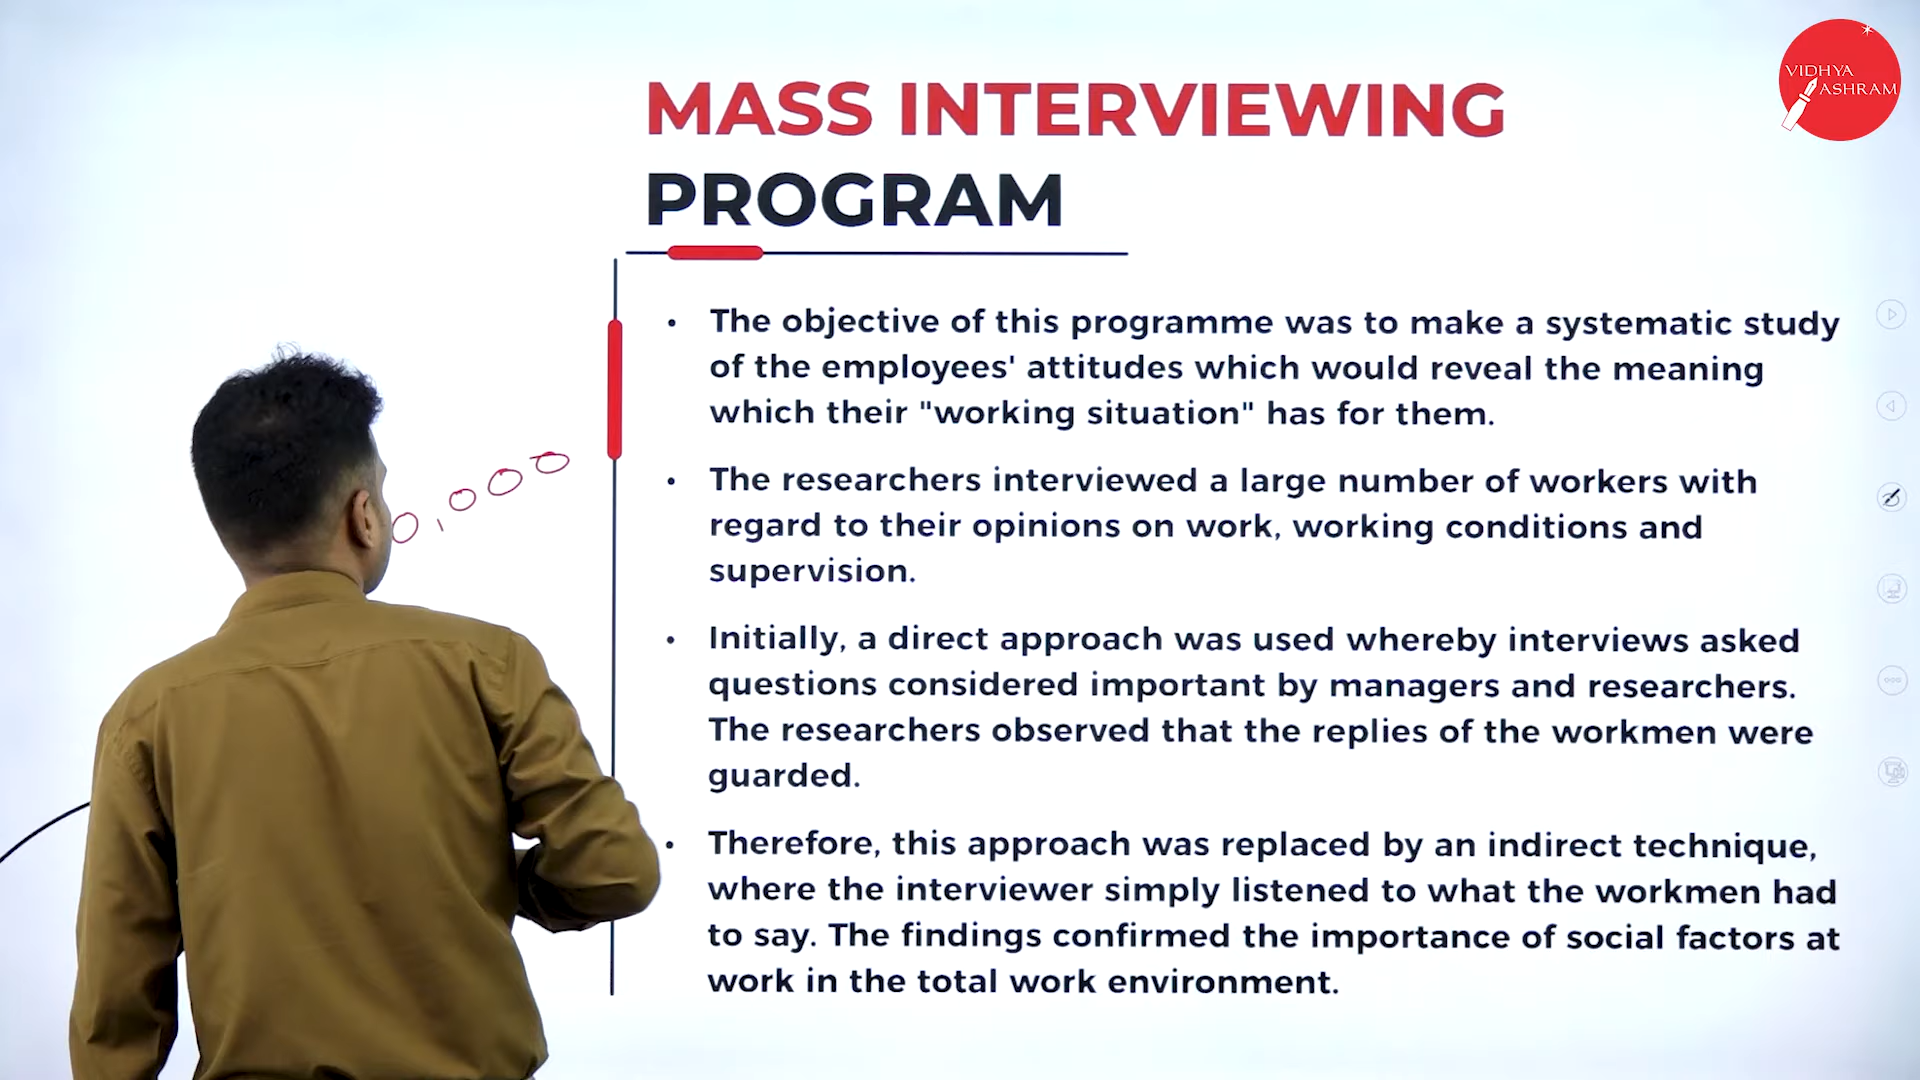 VIDHYA
ASHRAM
MASS INTERVIEWING
PROGRAM
• The objective of this programme was to make a systematic study
of the employees' attitudes which would reveal the meaning
which their "working situation" has for them.
• The researchers interviewed a large number of workers with
regard to their opinions on work, working conditions and
supervision.
• Initially, a direct approach was used whereby interviews asked
questions considered important by managers and researchers.
The researchers observed that the replies of the workmen were
guarded.
• Therefore, this approach was replaced by an indirect technique,
where the interviewer simply listened to what the workmen had
to say. The findings confirmed the importance of social factors at
work in the total work environment.
0,000